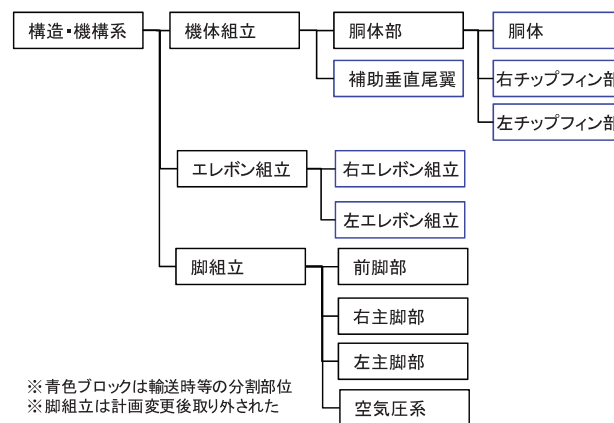 構造・機構系
機体組立
胴体部
胴体
右チップフィン部
左チップフィン部
補助垂直尾翼
エレボン組立
右エレボン組立
左エレボン組立
脚組立
前脚部
右主脚部
左主脚部
空気圧系
※青色ブロックは輸送時等の分割部位
※脚組立は計画変更後取り外された